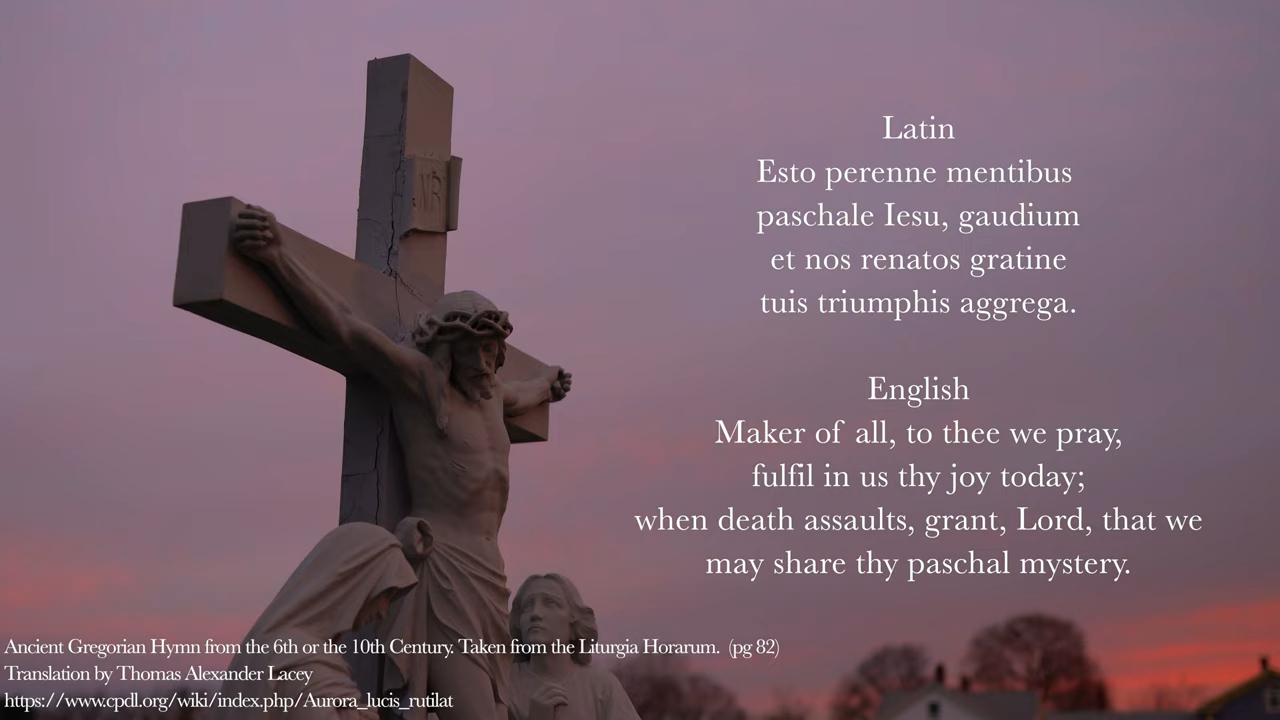 INRI
Latin
Esto perenne mentibus
paschale Iesu, gaudium
et nos renatos gratine
tuis triumphis aggrega.
English
Maker of all, to thee we pray,
fulfil in us thy joy today;
when death assaults, grant, Lord, that we
may share thy paschal mystery.
Ancient Gregorian Hymn from the 6th or the 10th Century. Taken from the Liturgia Horarum. (pg 82)
Translation by Thomas Alexander Lacey
https://www.cpdl.org/wiki/index.php/Aurora_lucis_rutilat